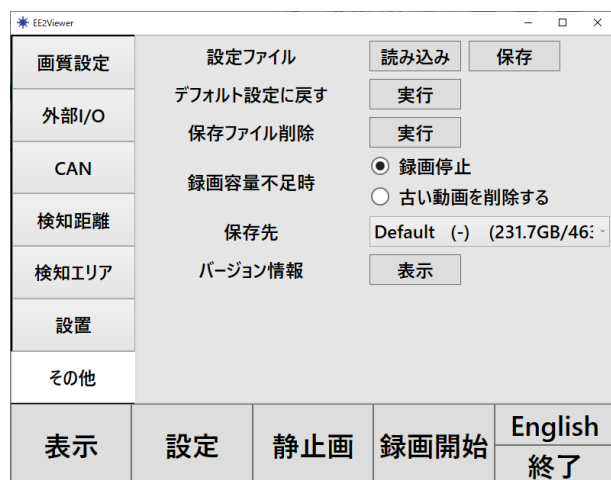 EE2Viewer
画質設定
外部I/O
CAN
検知距離
検知エリア
設置
その他
設定ファイル 読み込み 保存
デフォルト設定に戻す 実行
保存ファイル削除 実行
録画容量不足時 録画停止
古い動画を削除する
保存先 Default (-) (231.7GB/463
バージョン情報 表示
表示 設定 静止画 録画開始 English
終了